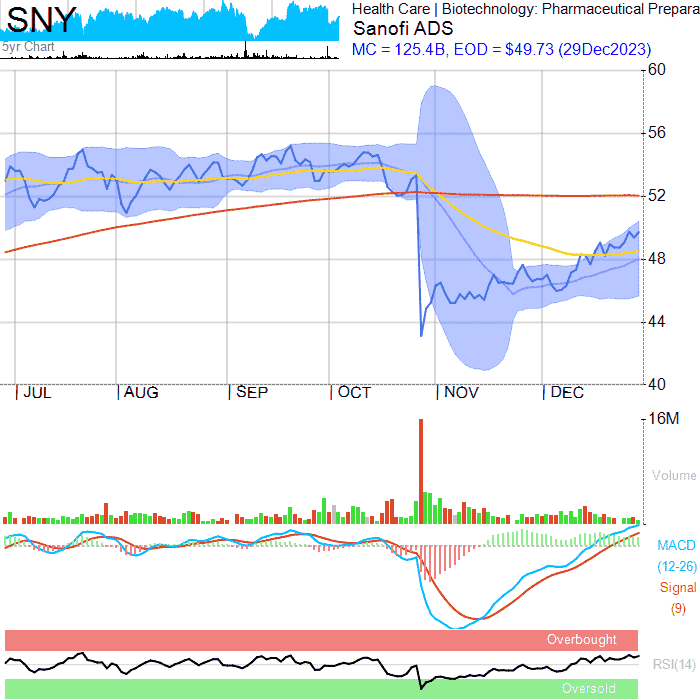 SNY
Health Care | Biotechnology: Pharmaceutical Prepara
Sanofi ADS
5yr Chart
MC = 125.4B, EOD = $49.73 (29Dec2023)
60
56
52
48
44
40
JUL AUG SEP OCT NOV DEC
16M
Volume
MACD
(12-26)
Signal
(9)
Overbought
RSI(14)
Oversold